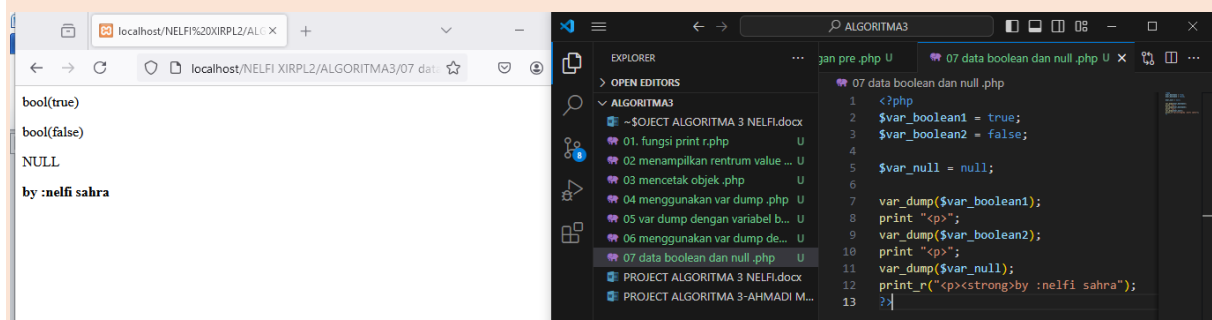 localhost/NELFI%20XIRPL2/ALG
localhost/NELFI XIRPL2/ALGORITMA3/07 data
bool(true)
bool(false)
NULL
by :nelfi sahra
ALGORITMA3
EXPLORER
OPEN EDITORS
ALGORITMA3
~$OJECT ALGORITMA 3 NELFI.docx
01. fungsi print r.php U
02 menampilkan rentrum value ... U
03 mencetak objek .php U
04 menggunakan var dump .php U
05 var dump dengan variabel b... U
06 menggunakan var dump de... U
07 data boolean dan null .php U
PROJECT ALGORITMA 3 NELFI.docx
PROJECT ALGORITMA 3-AHMADI M...
8
gan pre .php U
07 data boolean dan null .php U
07 data boolean dan null .php
1 <?php
2 $var_boolean1 = true;
3 $var_boolean2 = false;
4
5 $var_null = null;
6
7 var_dump($var_boolean1);
8 print "<p>";
9 var_dump($var_boolean2);
10 print "<p>";
11 var_dump($var_null);
12 print_r("<p><strong>by :nelfi sahra");
13 ?>